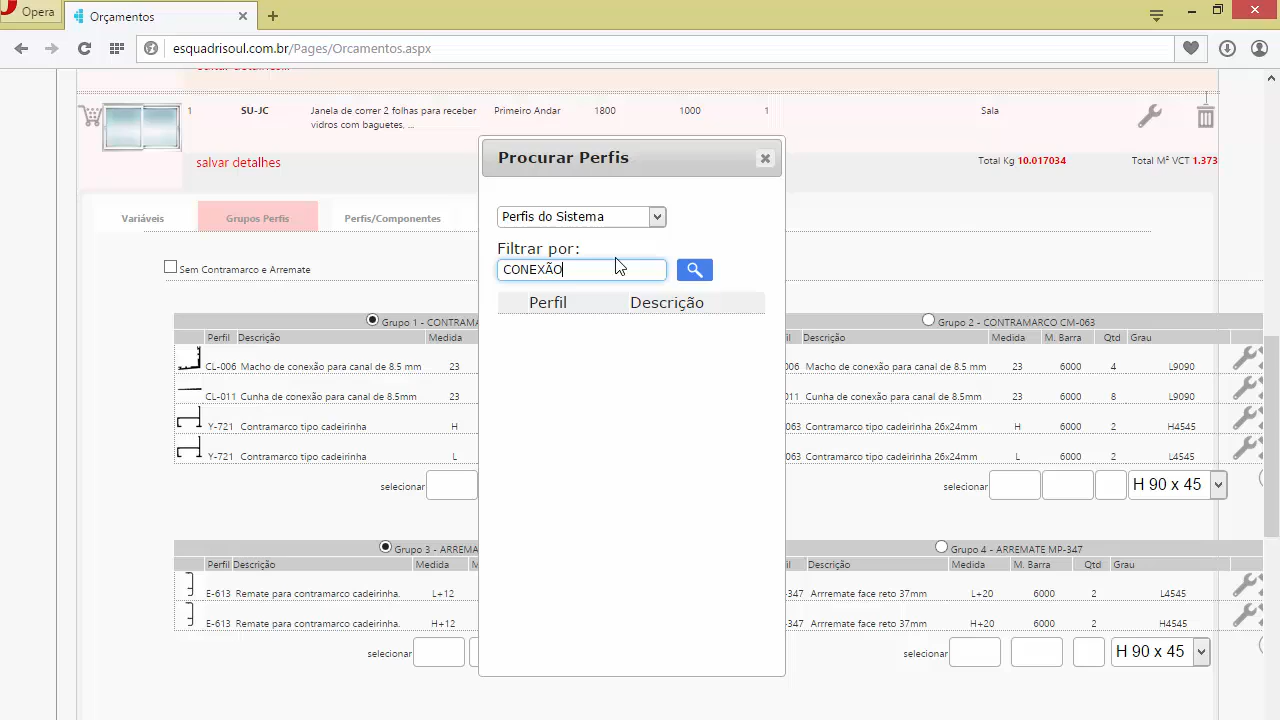 Opera
Orçamentos
esquadrisoul.com.br/Pages/Orcamentos.aspx
1 SU-JC Janela de correr 2 folhas para receber vidros com baguetes, ... Primeiro Andar 1800 1000 1 Sala
salvar detalhes
Total Kg 10.017034 Total M² VCT 1.373
Procurar Perfis
Perfis do Sistema
Filtrar por:
CONEXÃO
Perfil Descrição
Variáveis Grupos Perfis Perfis/Componentes
Sem Contramarco e Arremate
Grupo 1 - CONTRAMA
Perfil Descrição Medida
CL-006 Macho de conexão para canal de 8.5 mm 23
CL-011 Cunha de conexão para canal de 8.5mm 23
Y-721 Contramarco tipo cadeirinha H
Y-721 Contramarco tipo cadeirinha L
selecionar
Grupo 2 - CONTRAMARCO CM-063
Descrição Medida M. Barra Qtd Grau
006 Macho de conexão para canal de 8.5 mm 23 6000 4 L9090
011 Cunha de conexão para canal de 8.5mm 23 6000 8 L9090
063 Contramarco tipo cadeirinha 26x24mm H 6000 2 H4545
063 Contramarco tipo cadeirinha 26x24mm L 6000 2 L4545
selecionar H 90 x 45
Grupo 3 - ARREMA
Perfil Descrição Medida M
E-613 Remate para contramarco cadeirinha. L+12
E-613 Remate para contramarco cadeirinha. H+12
selecionar
Grupo 4 - ARREMATE MP-347
Descrição Medida M. Barra Qtd Grau
-347 Arrremate face reto 37mm L+20 6000 2 L4545
-347 Arrremate face reto 37mm H+20 6000 2 H4545
selecionar H 90 x 45